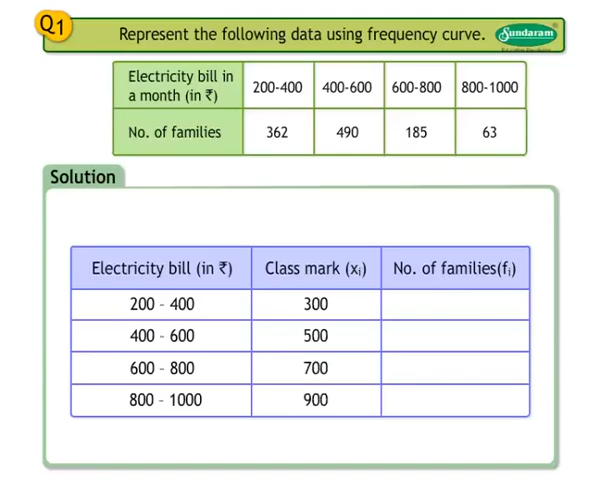 Q1
Represent the following data using frequency curve.
Sundaram
Electricity bill in a month (in ₹) 200-400 400-600 600-800 800-1000
No. of families 362 490 185 63
Solution
Electricity bill (in ₹) Class mark (xᵢ) No. of families(fᵢ)
200 - 400 300
400 - 600 500
600 - 800 700
800 - 1000 900